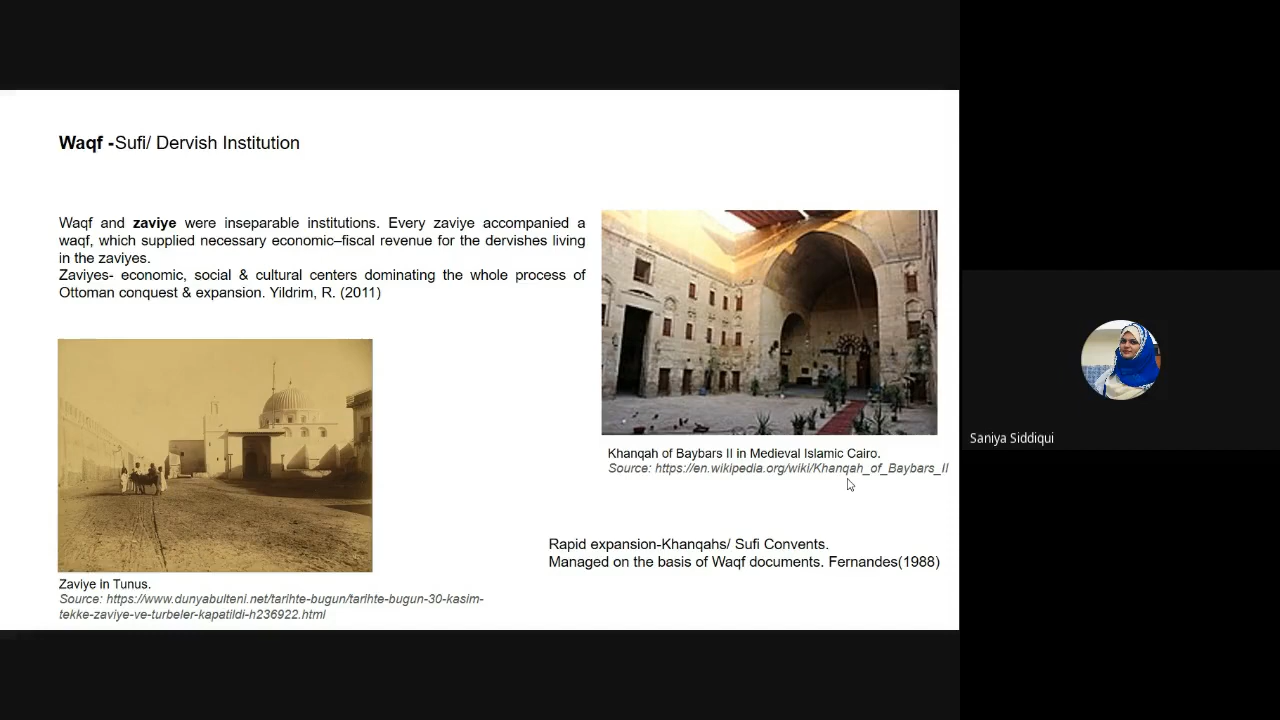 Waqf -Sufi/ Dervish Institution
Waqf and zaviye were inseparable institutions. Every zaviye accompanied a
waqf, which supplied necessary economic–fiscal revenue for the dervishes living
in the zaviyes.
Zaviyes- economic, social & cultural centers dominating the whole process of
Ottoman conquest & expansion. Yildrim, R. (2011)
Zaviye in Tunus.
Source: https://www.dunyabulteni.net/tarihte-bugun/tarihte-bugun-30-kasim-
tekke-zaviye-ve-turbeler-kapatildi-h236922.html
Khanqah of Baybars II in Medieval Islamic Cairo.
Source: https://en.wikipedia.org/wiki/Khanqah_of_Baybars_II
Rapid expansion-Khanqahs/ Sufi Convents.
Managed on the basis of Waqf documents. Fernandes(1988)
Saniya Siddiqui